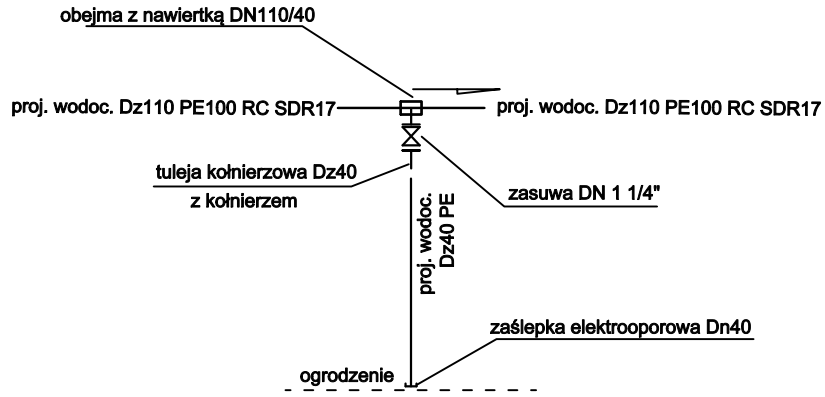 obejma z nawiertką DN110/40
proj. wodoc. Dz110 PE100 RC SDR17
proj. wodoc. Dz110 PE100 RC SDR17
tuleja kołnierzowa Dz40
z kołnierzem
zasuwa DN 1 1/4"
proj. wodoc.
Dz40 PE
zaślepka elektrooporowa Dn40
ogrodzenie